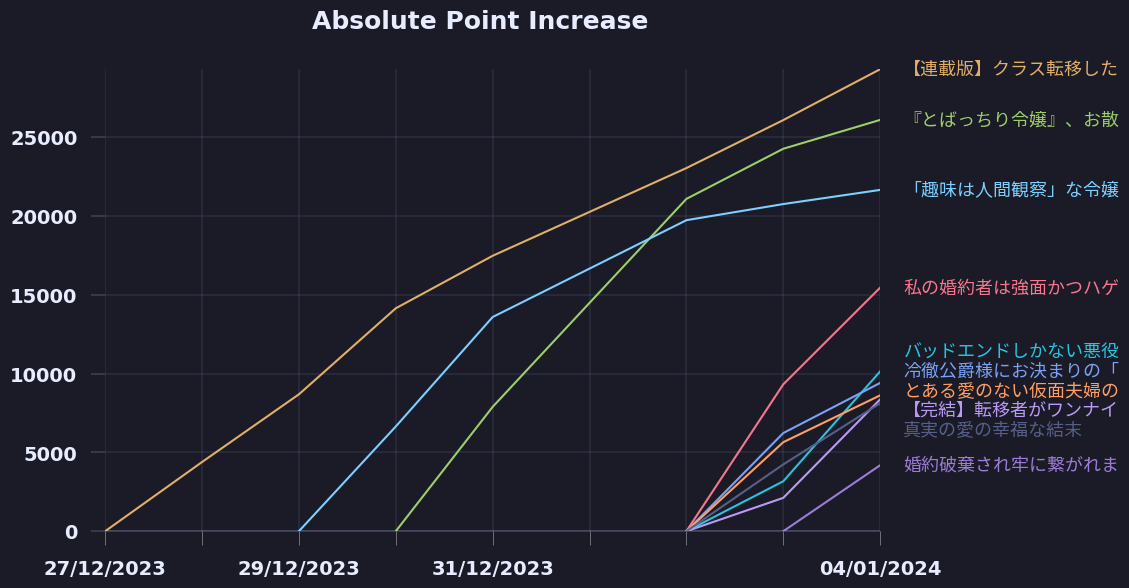 Absolute Point Increase
【連載版】クラス転移した
『とばっちり令嬢』、お散
「趣味は人間観察」な令嬢
私の婚約者は強面かつハゲ
バッドエンドしかない悪役
冷徹公爵様にお決まりの「
とある愛のない仮面夫婦の
【完結】転移者がワンナイ
真実の愛の幸福な結末
婚約破棄され牢に繋がれま
25000
20000
15000
10000
5000
0
27/12/2023
29/12/2023
31/12/2023
04/01/2024